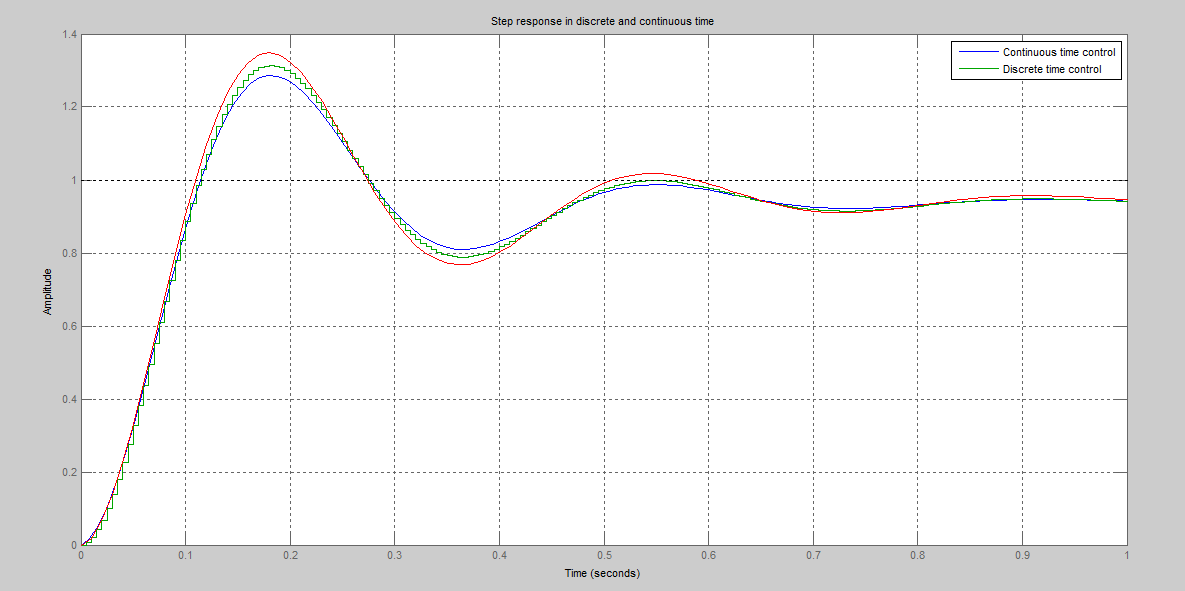 Step response in discrete and continuous time
Continuous time control
Discrete time control
1.4
1.2
1
0.8
0.6
0.4
0.2
0
Amplitude
0 0.1 0.2 0.3 0.4 0.5 0.6 0.7 0.8 0.9 1
Time (seconds)